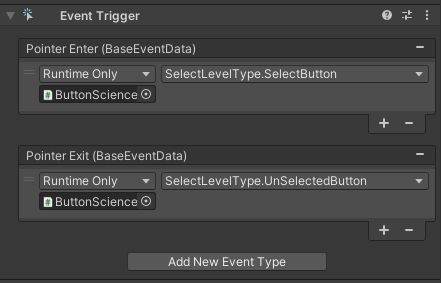 Event Trigger
Pointer Enter (BaseEventData)
Runtime Only SelectLevelType.SelectButton
ButtonScience
Pointer Exit (BaseEventData)
Runtime Only SelectLevelType.UnSelectedButton
ButtonScience
Add New Event Type